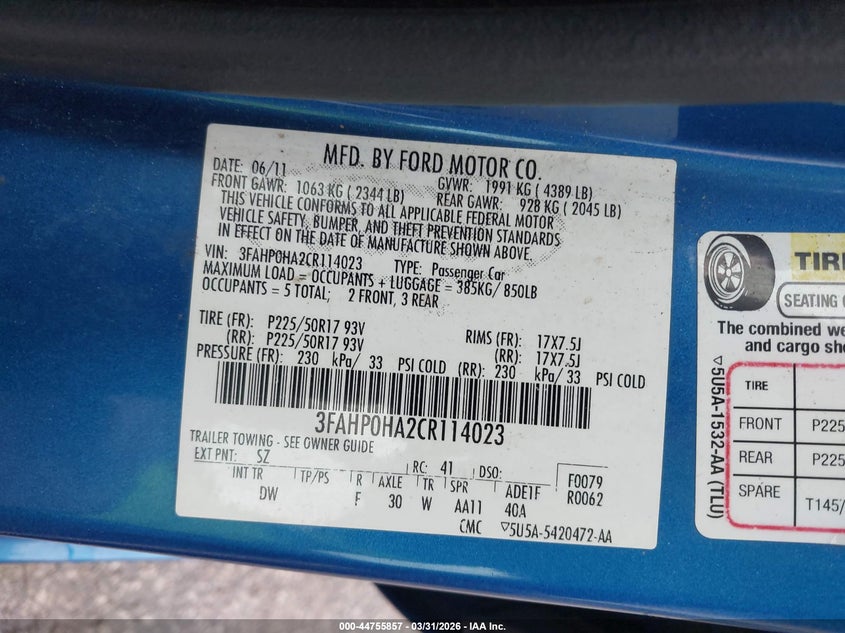 MFD. BY FORD MOTOR CO.
DATE: 06/11 GVWR: 1991 KG ( 4389 LB)
FRONT GAWR: 1063 KG ( 2344 LB) REAR GAWR: 928 KG ( 2045 LB)
THIS VEHICLE CONFORMS TO ALL APPLICABLE FEDERAL MOTOR
VEHICLE SAFETY, BUMPER, AND THEFT PREVENTION STANDARDS
IN EFFECT ON THE DATE OF MANUFACTURE SHOWN ABOVE.
VIN: 3FAHP0HA2CR114023 TYPE: Passenger Car
MAXIMUM LOAD = OCCUPANTS + LUGGAGE = 385KG/ 850LB
OCCUPANTS = 5 TOTAL; 2 FRONT, 3 REAR
TIRE (FR): P225/50R17 93V RIMS (FR): 17X7.5J
(RR): P225/50R17 93V (RR): 17X7.5J
PRESSURE (FR): 230 kPa/ 33 PSI COLD (RR): 230 kPa/ 33 PSI COLD
3FAHP0HA2CR114023
TRAILER TOWING - SEE OWNER GUIDE
EXT PNT: SZ RC: 41 DSO: F0079
INT TR TP/PS R AXLE TR SPR ADE1F R0062
DW F 30 W AA11 40A
CMC ▽5U5A-5420472-AA
TIRE
SEATING
The combined
and cargo
▽5U5A-1532-AA (TLU)
TIRE
FRONT P225
REAR P225
SPARE T145/
000-44755857 - 03/31/2026 - IAA Inc.